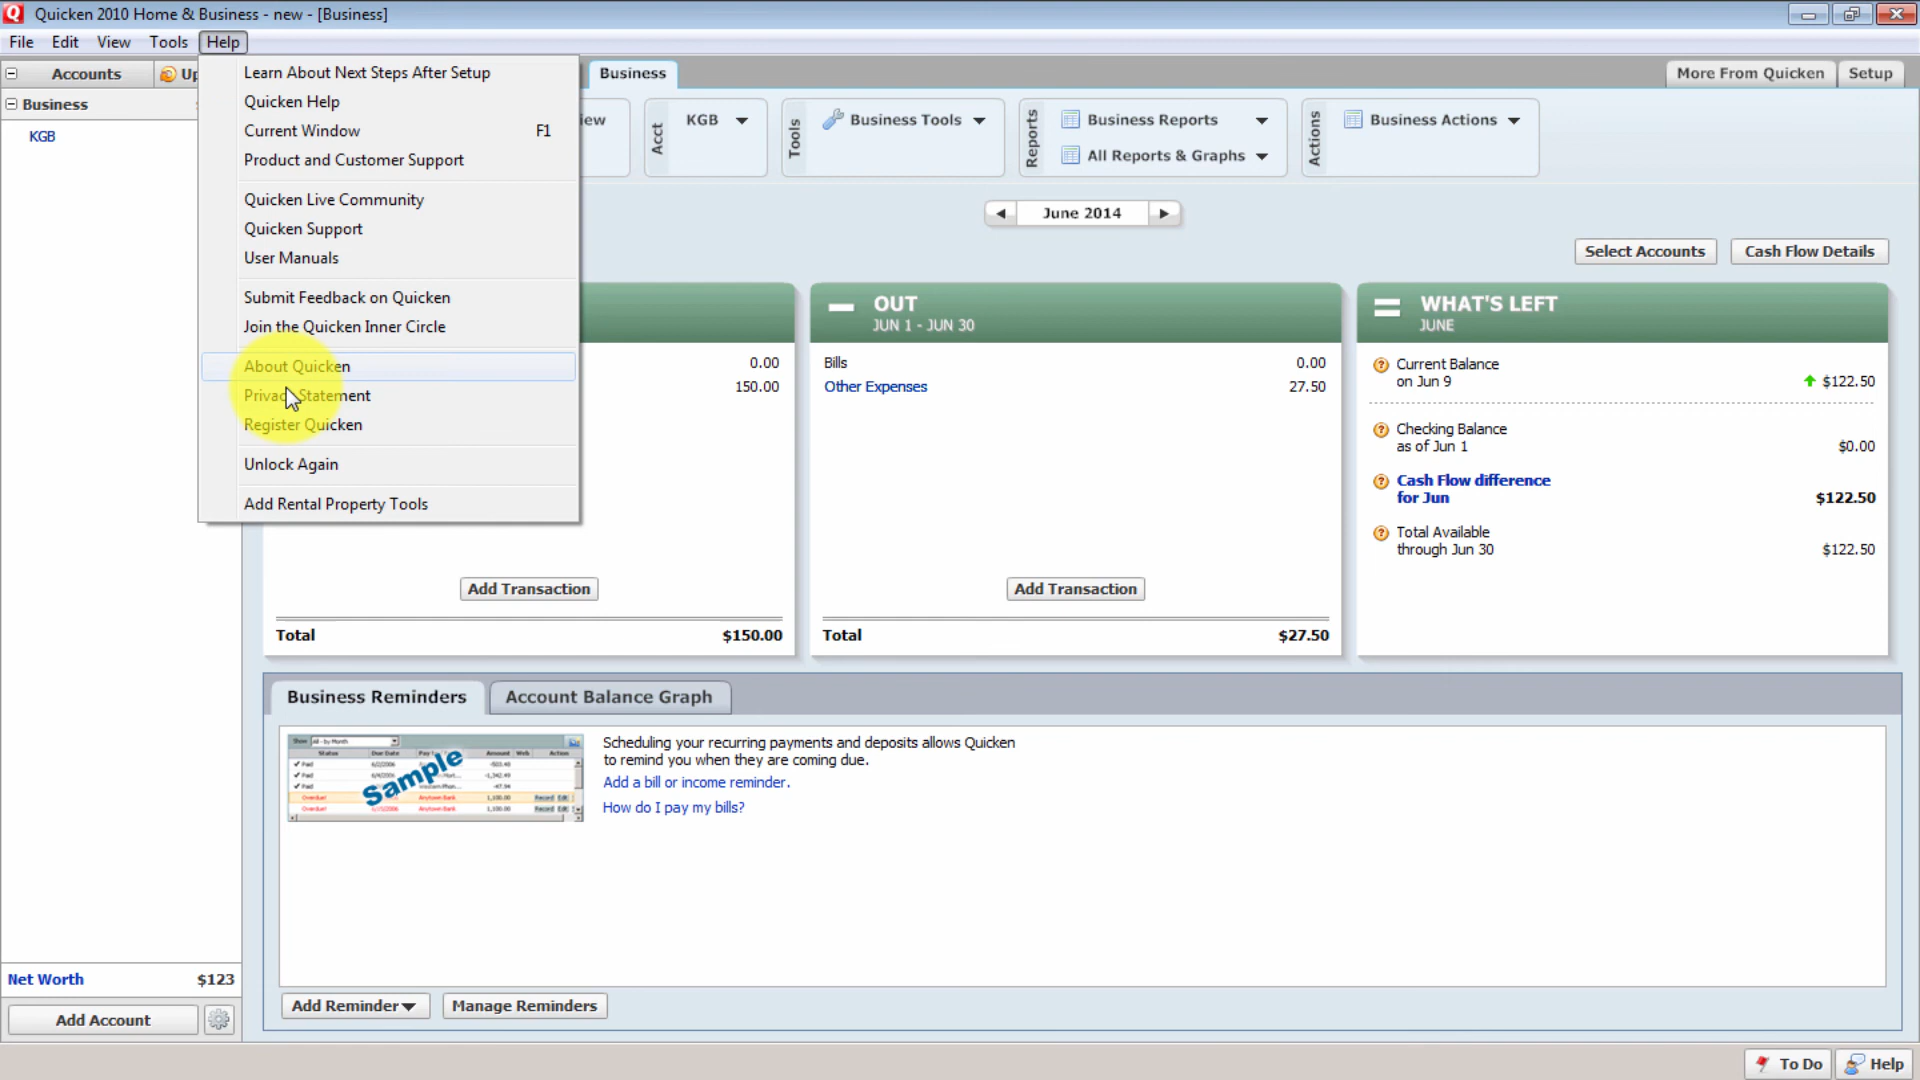 Quicken 2010 Home & Business - new - [Business]
File Edit View Tools Help
Accounts
Business
KGB
Learn About Next Steps After Setup
Quicken Help
Current Window F1
Product and Customer Support
Quicken Live Community
Quicken Support
User Manuals
Submit Feedback on Quicken
Join the Quicken Inner Circle
About Quicken
Privacy Statement
Register Quicken
Unlock Again
Add Rental Property Tools
Business
More From Quicken
Setup
Acct
KGB
Tools
Business Tools
Reports
Business Reports
All Reports & Graphs
Actions
Business Actions
June 2014
Select Accounts
Cash Flow Details
0.00
150.00
Add Transaction
Total $150.00
OUT
JUN 1 - JUN 30
Bills 0.00
Other Expenses 27.50
Add Transaction
Total $27.50
WHAT'S LEFT
JUNE
Current Balance
on Jun 9 $122.50
Checking Balance
as of Jun 1 $0.00
Cash Flow difference
for Jun $122.50
Total Available
through Jun 30 $122.50
Business Reminders
Account Balance Graph
Sample
Scheduling your recurring payments and deposits allows Quicken
to remind you when they are coming due.
Add a bill or income reminder.
How do I pay my bills?
Net Worth $123
Add Account
Add Reminder
Manage Reminders
To Do
Help